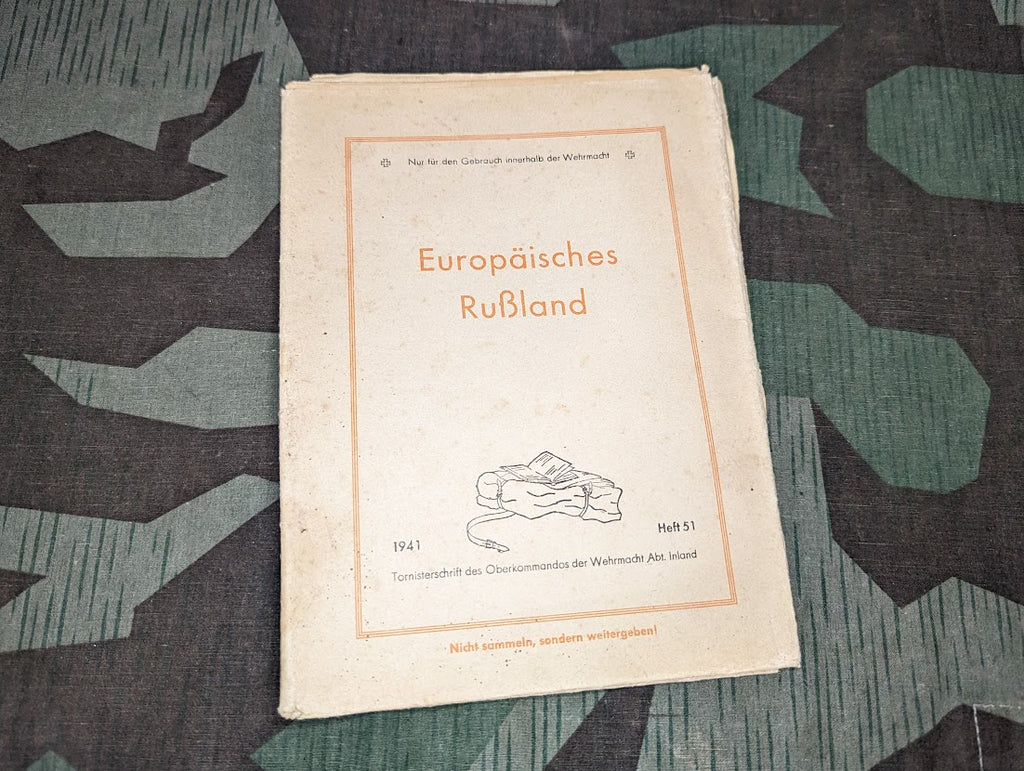 Nur für den Gebrauch innerhalb der Wehrmacht
Europäisches
Rußland
1941
Heft 51
Tornisterschrift des Oberkommandos der Wehrmacht Abt. Inland
Nicht sammeln, sondern weitergeben!